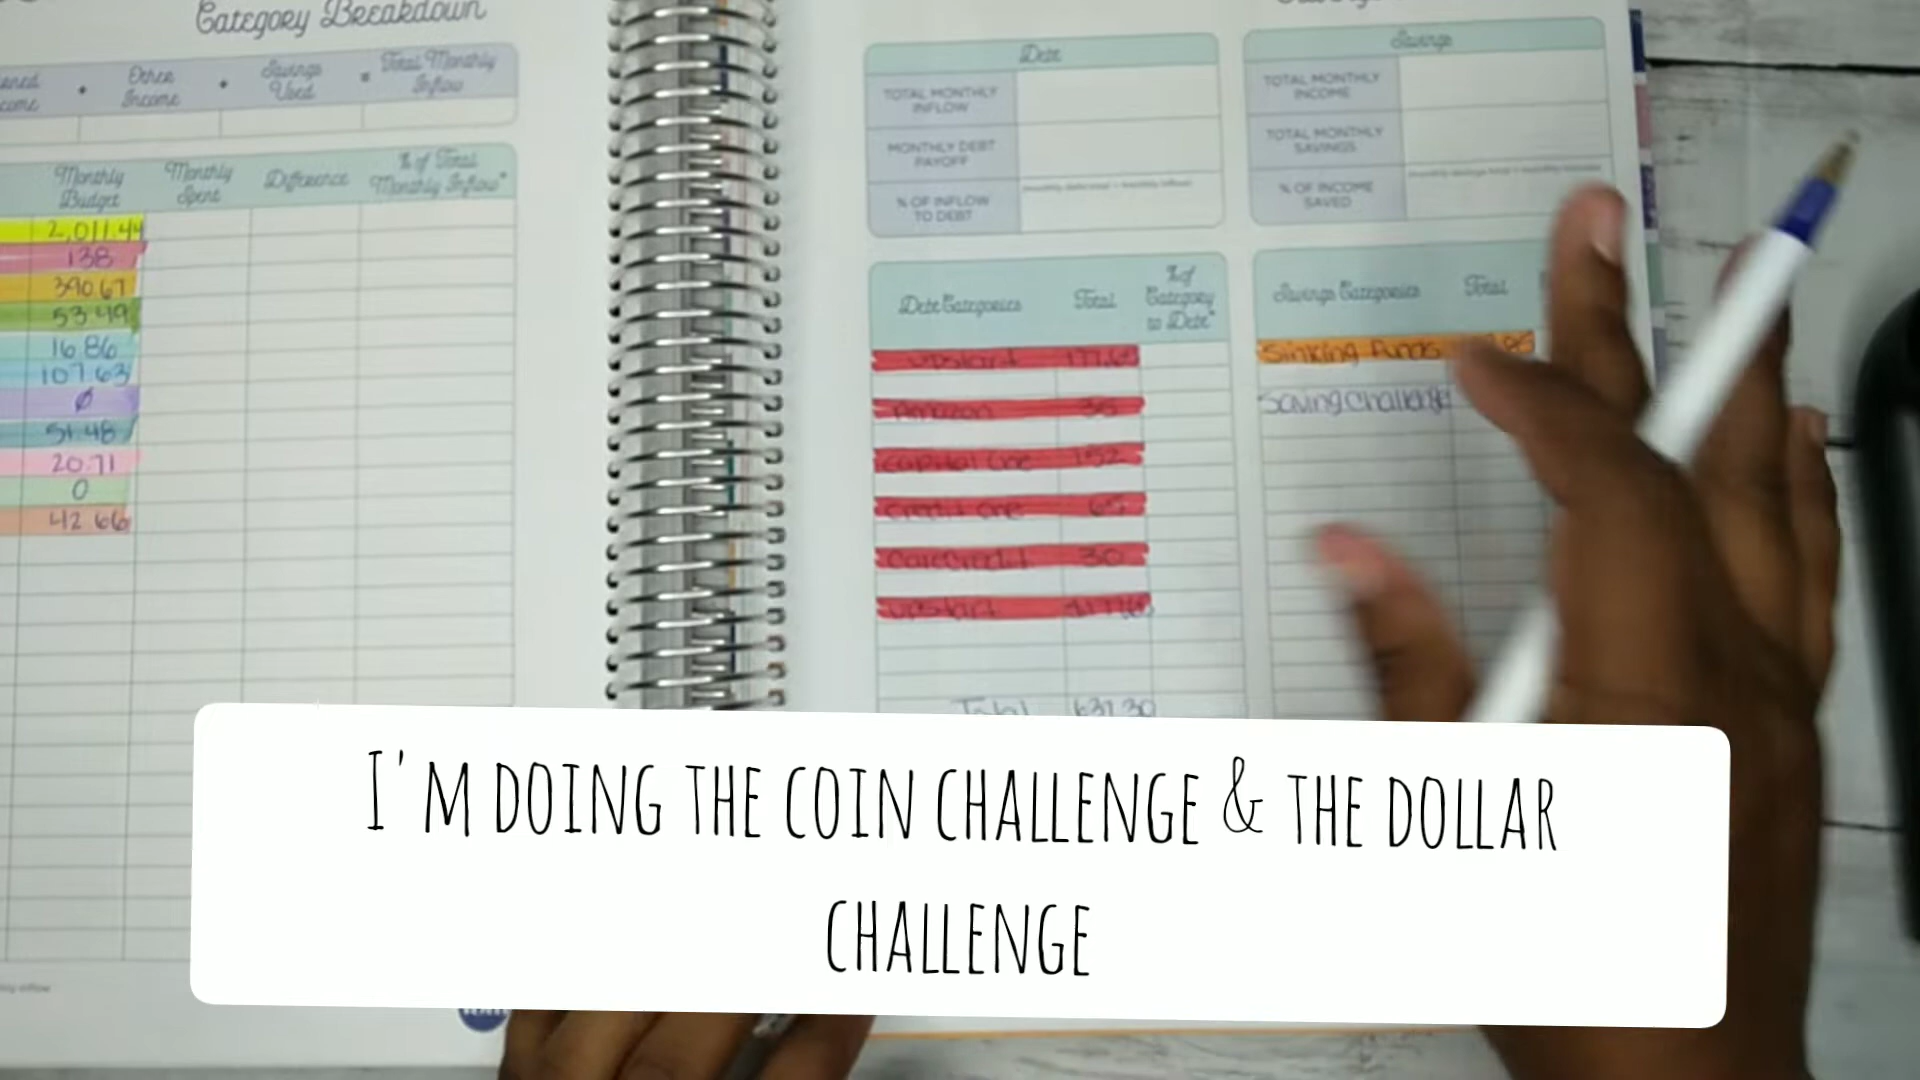 Category Breakdown
Other Income + Savings Used = Total Monthly Inflow
Monthly Budget Monthly Spent Difference % of Total Monthly Inflow*
2,011.44
138
390.67
53.49
16.86
107.63
Ø
51.48
20.71
0
42.66
Debt
TOTAL MONTHLY INFLOW
MONTHLY DEBT PAYOFF
% OF INFLOW TO DEBT
Debt Categories Total % of Category to Debt*
Upstart 177.65
Amazon 35
Capital One 152
Credit One 65
CareCredit 30
Upstart
Total 637.30
Savings
TOTAL MONTHLY INCOME
TOTAL MONTHLY SAVINGS
% OF INCOME SAVED
Savings Categories Total
Sinking Funds
Saving Challenge
I'M DOING THE COIN CHALLENGE & THE DOLLAR
CHALLENGE